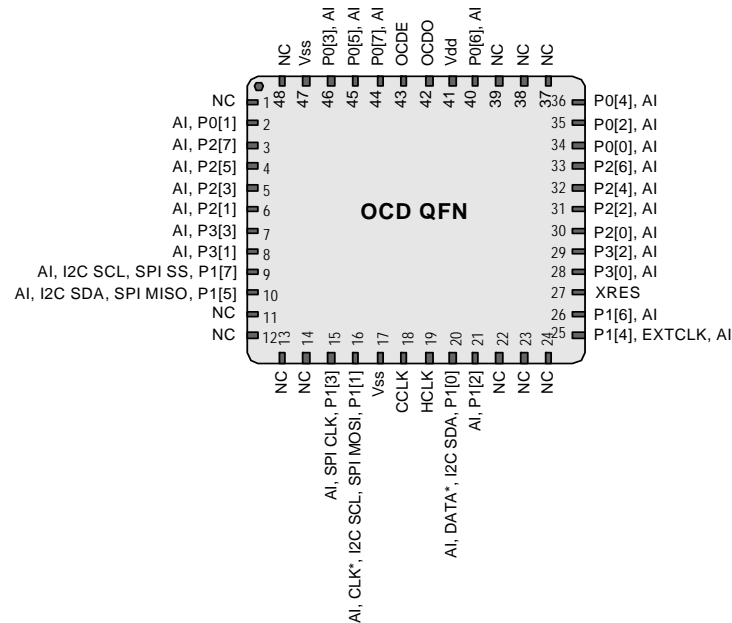 NC
Vss
P0[3], AI
P0[5], AI
P0[7], AI
OCDE
OCDO
Vdd
P0[6], AI
NC
NC
NC
48
47
46
45
44
43
42
41
40
39
38
37
NC
1
AI, P0[1]
2
AI, P2[7]
3
AI, P2[5]
4
AI, P2[3]
5
AI, P2[1]
6
AI, P3[3]
7
AI, P3[1]
8
AI, I2C SCL, SPI SS, P1[7]
9
AI, I2C SDA, SPI MISO, P1[5]
10
NC
11
NC
12
OCD QFN
36
P0[4], AI
35
P0[2], AI
34
P0[0], AI
33
P2[6], AI
32
P2[4], AI
31
P2[2], AI
30
P2[0], AI
29
P3[2], AI
28
P3[0], AI
27
XRES
26
P1[6], AI
25
P1[4], EXTCLK, AI
13
14
15
16
17
18
19
20
21
22
23
24
NC
NC
AI, SPI CLK, P1[3]
AI, CLK*, I2C SCL, SPI MOSI, P1[1]
Vss
CCLK
HCLK
AI, DATA*, I2C SDA, P1[0]
AI, P1[2]
NC
NC
NC